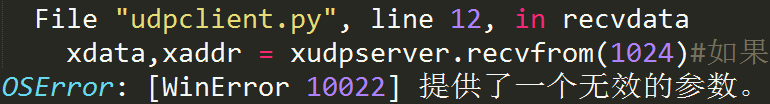 File "udpclient.py", line 12, in recvdata
xdata,xaddr = xudpserver.recvfrom(1024)#如果
OSError: [WinError 10022] 提供了一个无效的参数。